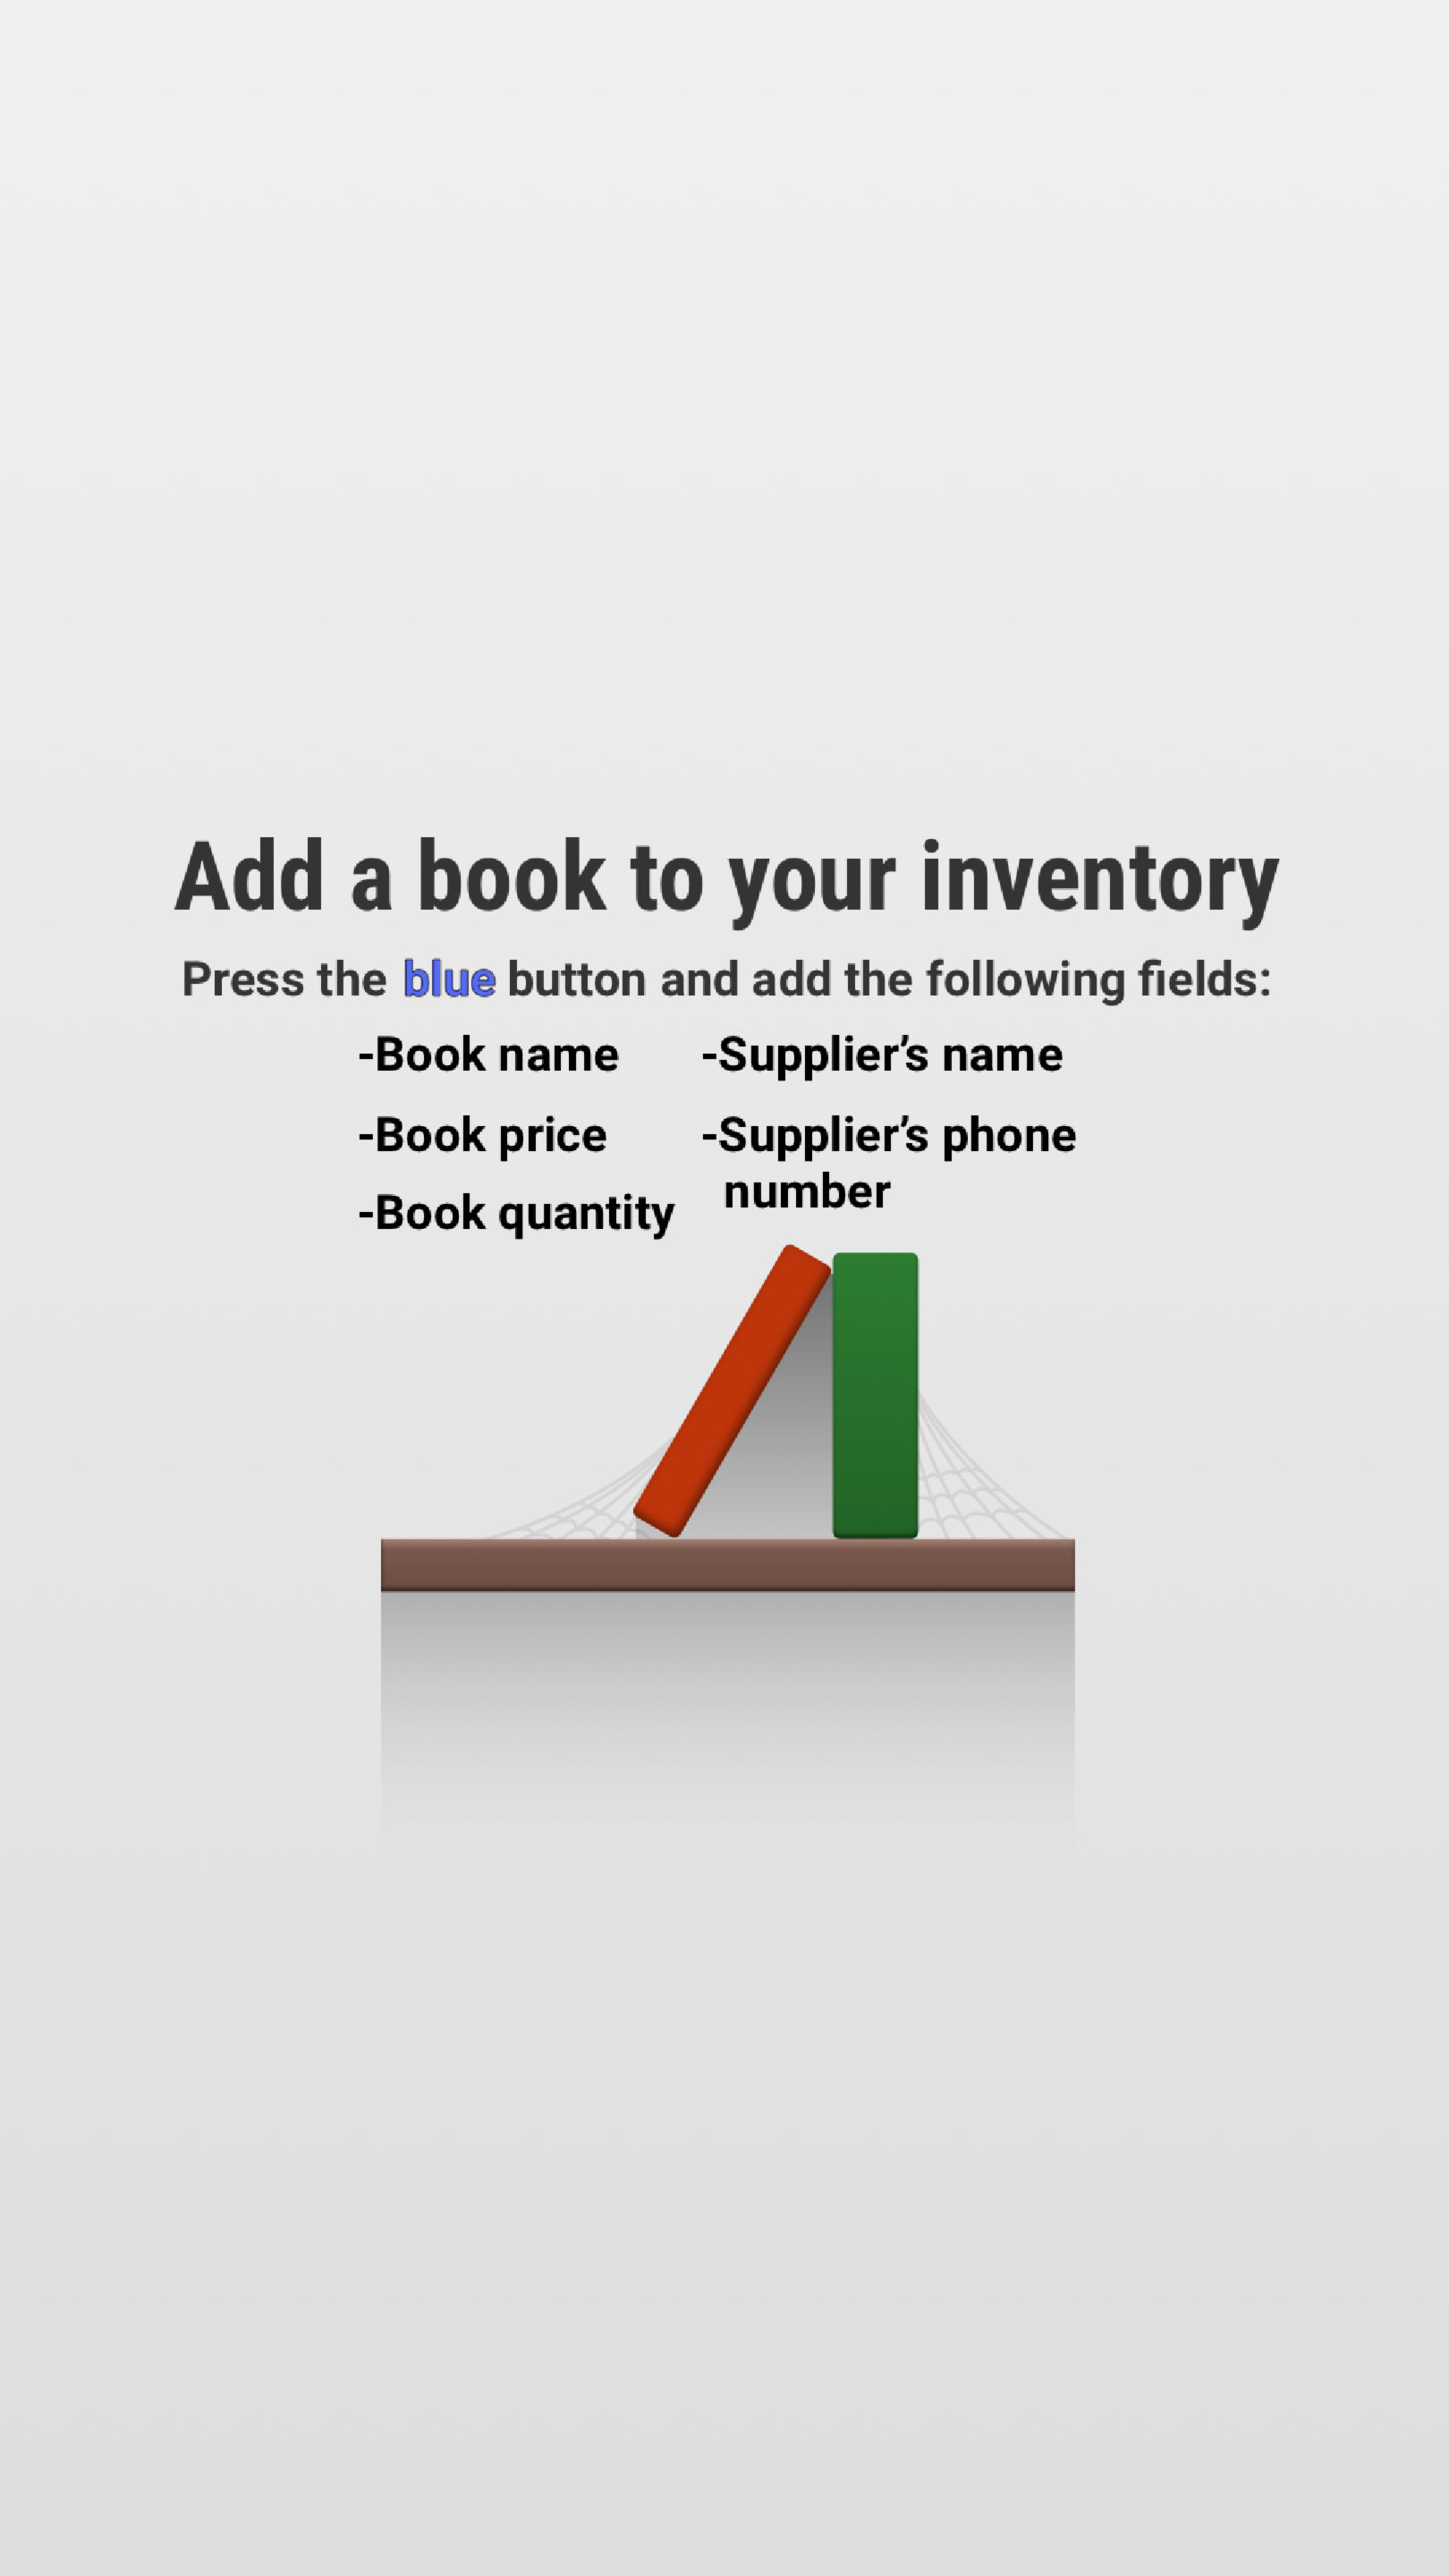 Add a book to your inventory
Press the blue button and add the following fields:
-Book name
-Book price
-Book quantity
-Supplier’s name
-Supplier’s phone
number